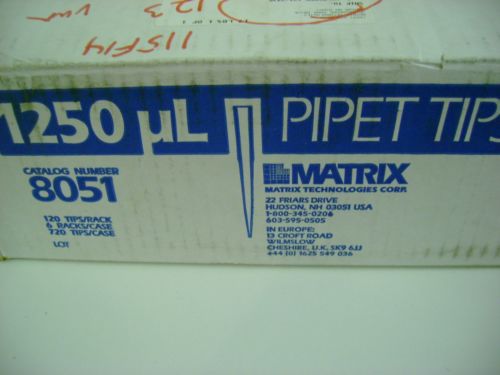 123
115F14
1250 µL
PIPET TIPS
CATALOG NUMBER
8051
120 TIPS/RACK
6 RACKS/CASE
720 TIPS/CASE
LOT
MATRIX
MATRIX TECHNOLOGIES CORP.
22 FRIARS DRIVE
HUDSON, NH 03051 USA
1-800-345-0206
603-595-0505
IN EUROPE:
13 CROFT ROAD
WILMSLOW
CHESHIRE, U.K. SK9 6JJ
+44 (0) 1625 549 036